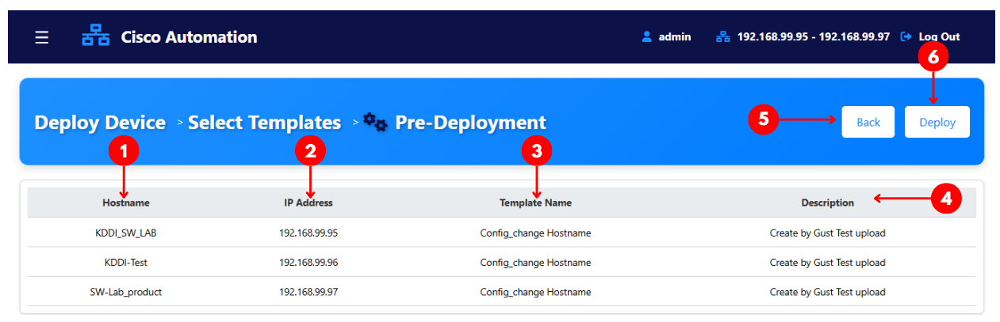 ☰ Cisco Automation admin 192.168.99.95 - 192.168.99.97 Log Out
6
Deploy Device > Select Templates > Pre-Deployment 5 Back Deploy
1 2 3
Hostname IP Address Template Name Description 4
KDDI_SW_LAB 192.168.99.95 Config_change Hostname Create by Gust Test upload
KDDI-Test 192.168.99.96 Config_change Hostname Create by Gust Test upload
SW-Lab_product 192.168.99.97 Config_change Hostname Create by Gust Test upload